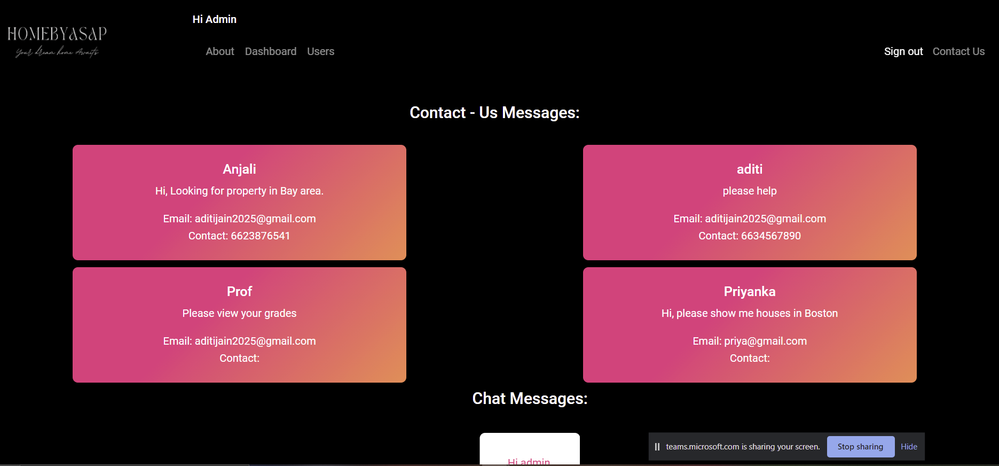 HOMEBYASAP
Your dream home Awaits
Hi Admin
About Dashboard Users
Sign out Contact Us
Contact - Us Messages:
Anjali
Hi, Looking for property in Bay area.
Email: aditijain2025@gmail.com
Contact: 6623876541
aditi
please help
Email: aditijain2025@gmail.com
Contact: 6634567890
Prof
Please view your grades
Email: aditijain2025@gmail.com
Contact:
Priyanka
Hi, please show me houses in Boston
Email: priya@gmail.com
Contact:
Chat Messages:
Hi admin
teams.microsoft.com is sharing your screen. Stop sharing Hide